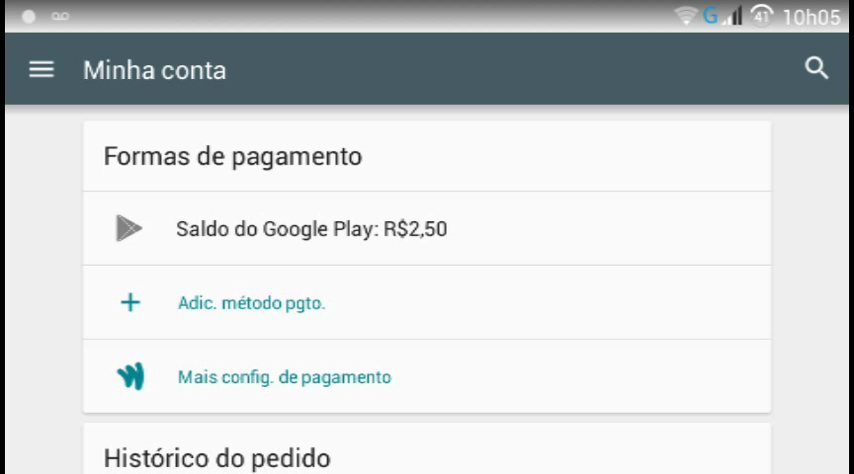 G 41 10h05
Minha conta
Formas de pagamento
Saldo do Google Play: R$2,50
Adic. método pgto.
Mais config. de pagamento
Histórico do pedido